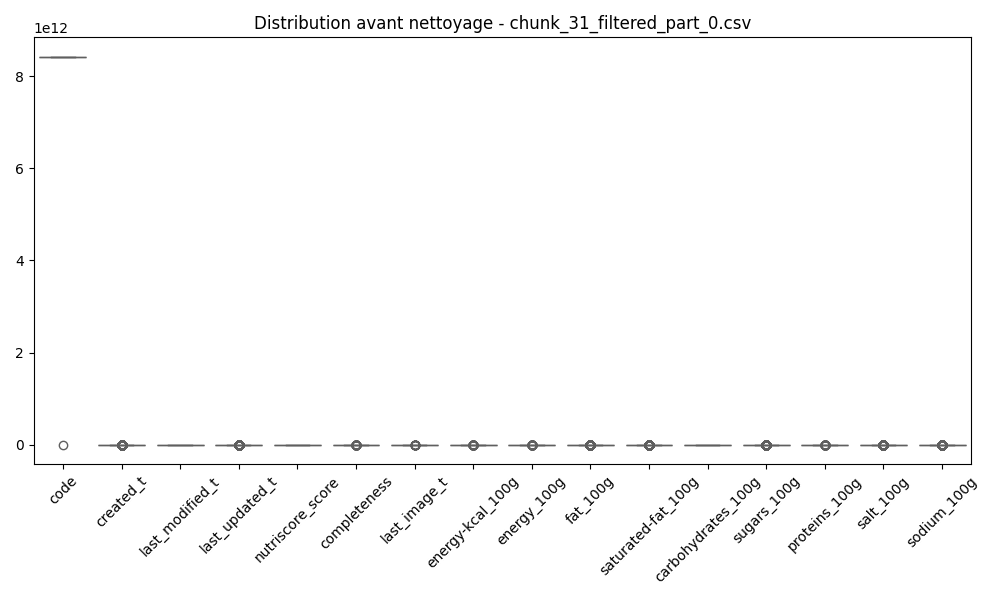 Distribution avant nettoyage - chunk_31_filtered_part_0.csv
1e12
8
6
4
2
0
code
created_t
last_modified_t
last_updated_t
nutriscore_score
completeness
last_image_t
energy-kcal_100g
energy_100g
fat_100g
saturated-fat_100g
carbohydrates_100g
sugars_100g
proteins_100g
salt_100g
sodium_100g